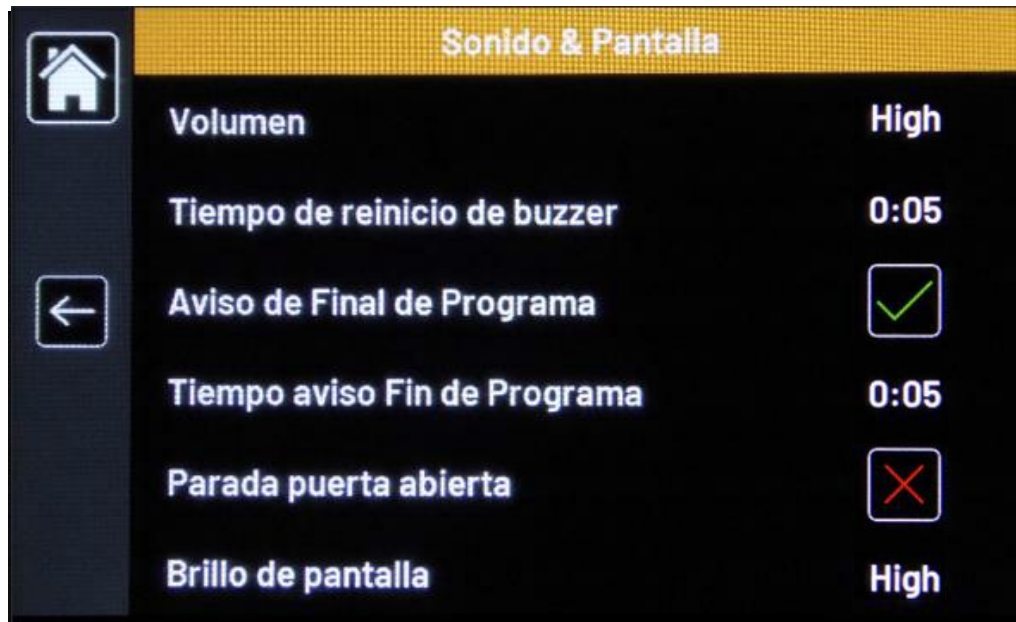 Sonido & Pantalla
Volumen High
Tiempo de reinicio de buzzer 0:05
Aviso de Final de Programa
Tiempo aviso Fin de Programa 0:05
Parada puerta abierta
Brillo de pantalla High